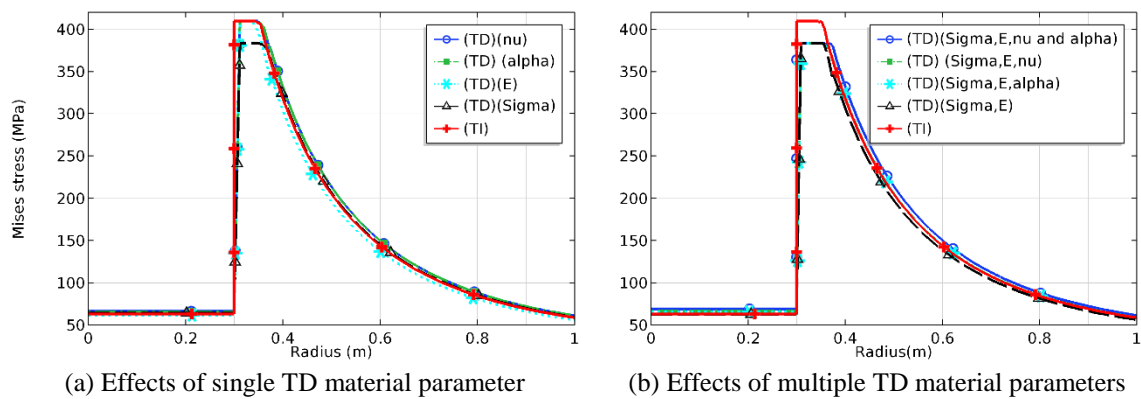 Mises stress (MPa)
400
350
300
250
200
150
100
50
0
0.2
0.4
0.6
0.8
1
Radius (m)
(TD)(nu)
(TD) (alpha)
(TD)(E)
(TD)(Sigma)
(TI)
(a) Effects of single TD material parameter
400
350
300
250
200
150
100
50
0
0.2
0.4
0.6
0.8
1
Radius(m)
(TD)(Sigma,E,nu and alpha)
(TD) (Sigma,E,nu)
(TD)(Sigma,E,alpha)
(TD)(Sigma,E)
(TI)
(b) Effects of multiple TD material parameters